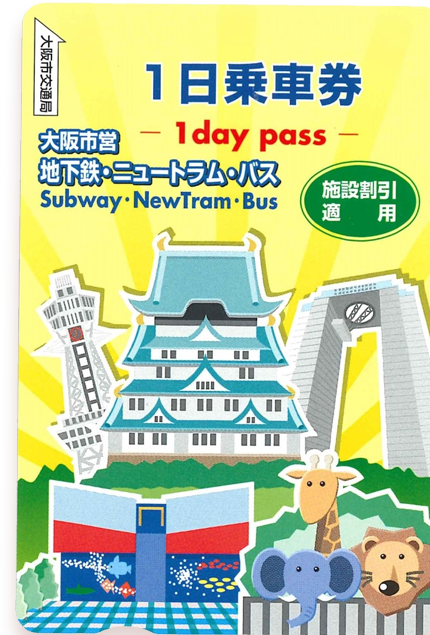 大阪市交通局
1日乗車券
1day pass
大阪市営
地下鉄・ニュートラム・バス
Subway・NewTram・Bus
施設割引
適用